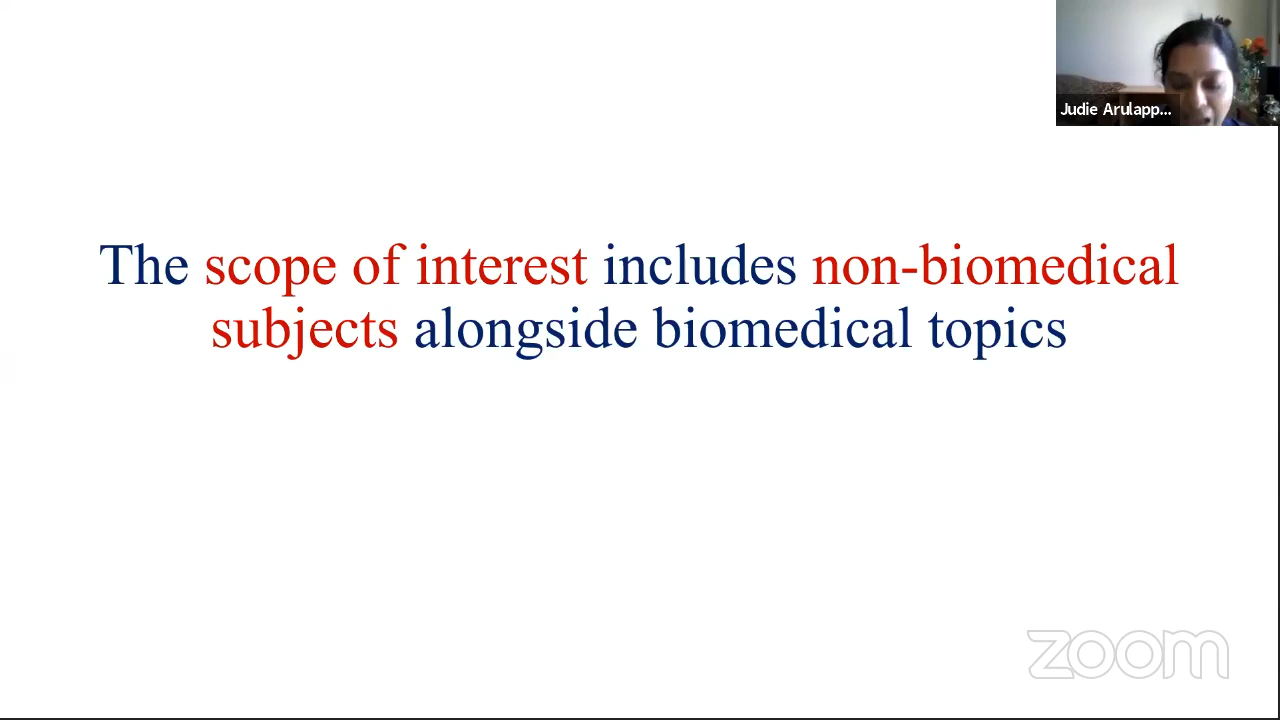 Judie Arulapp...
The scope of interest includes non-biomedical
subjects alongside biomedical topics
zoom